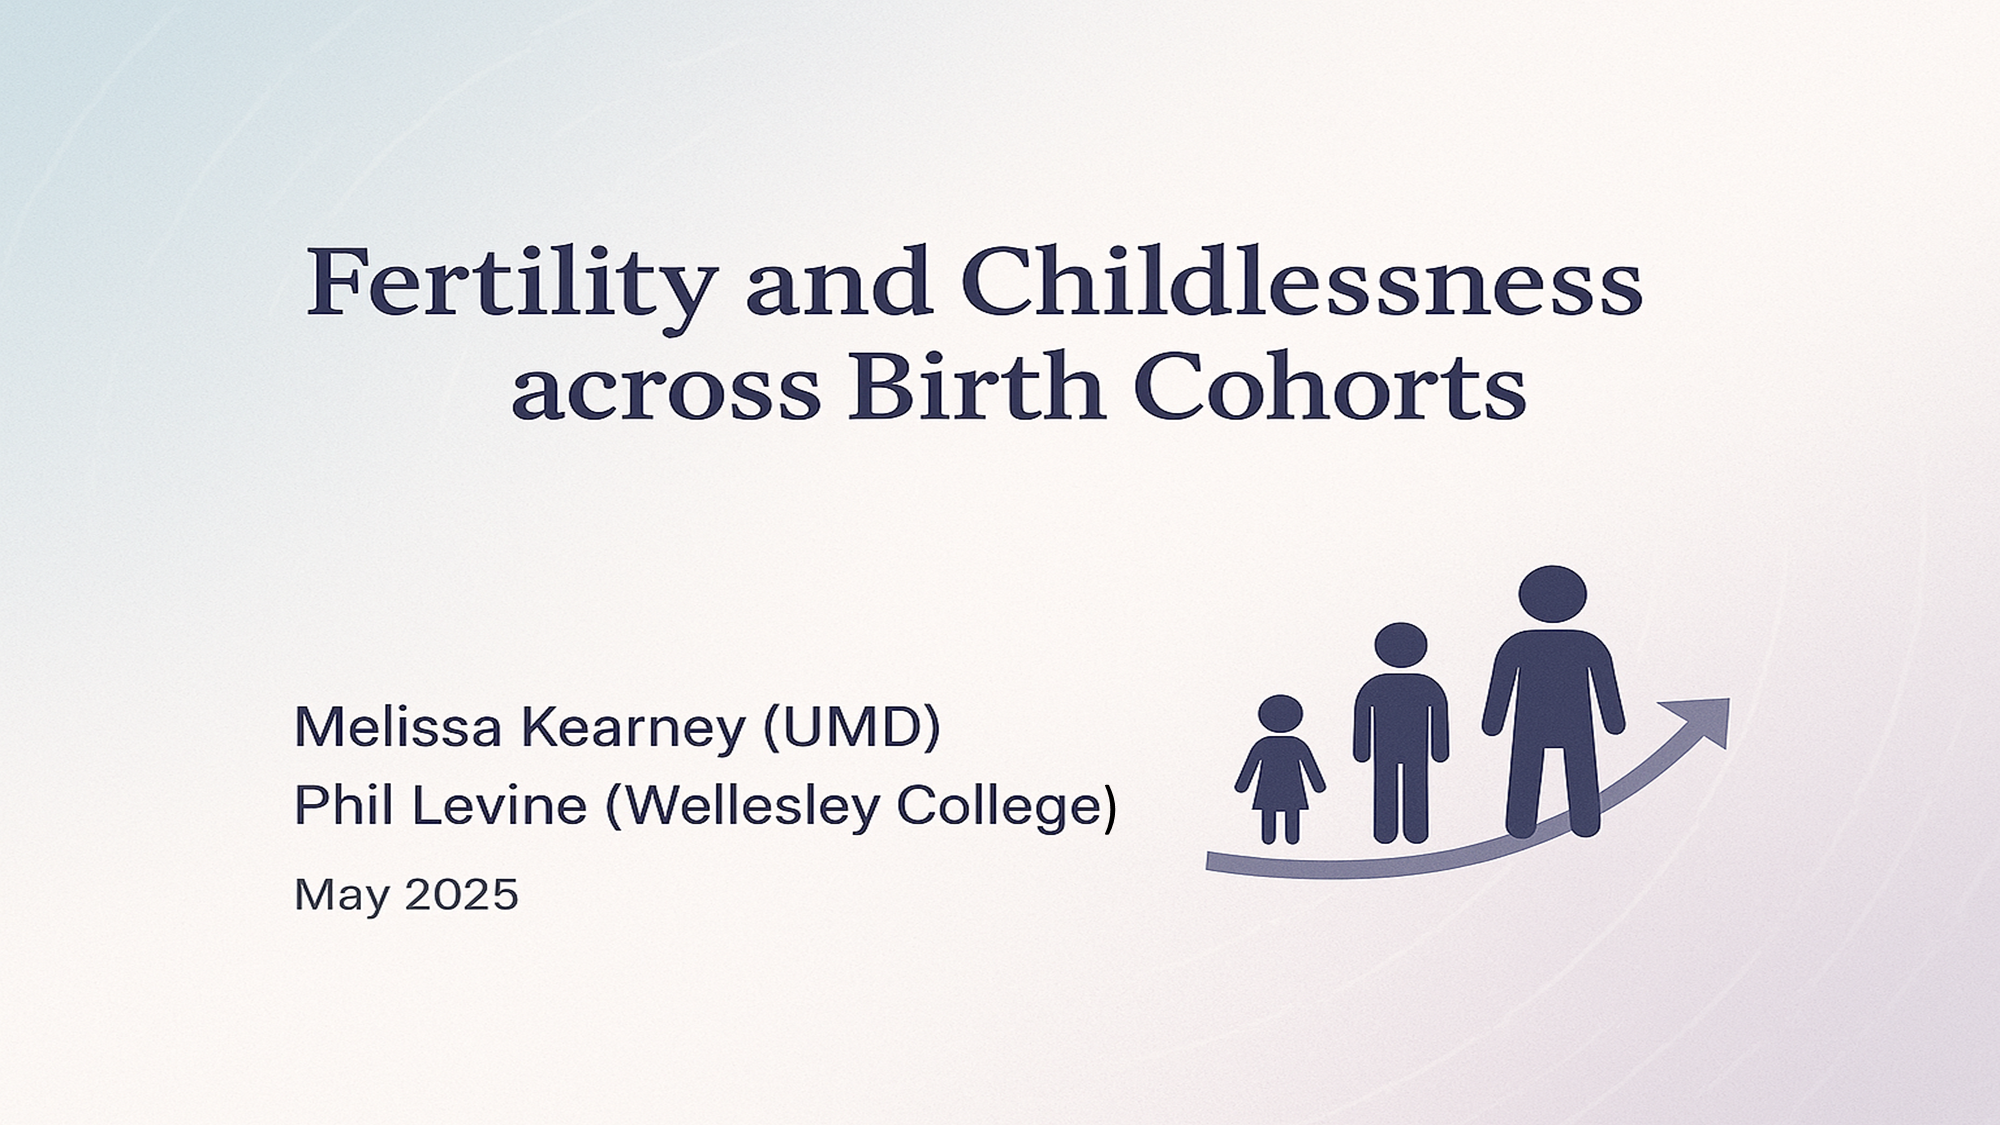 Fertility and Childlessness
across Birth Cohorts
Melissa Kearney (UMD)
Phil Levine (Wellesley College)
May 2025